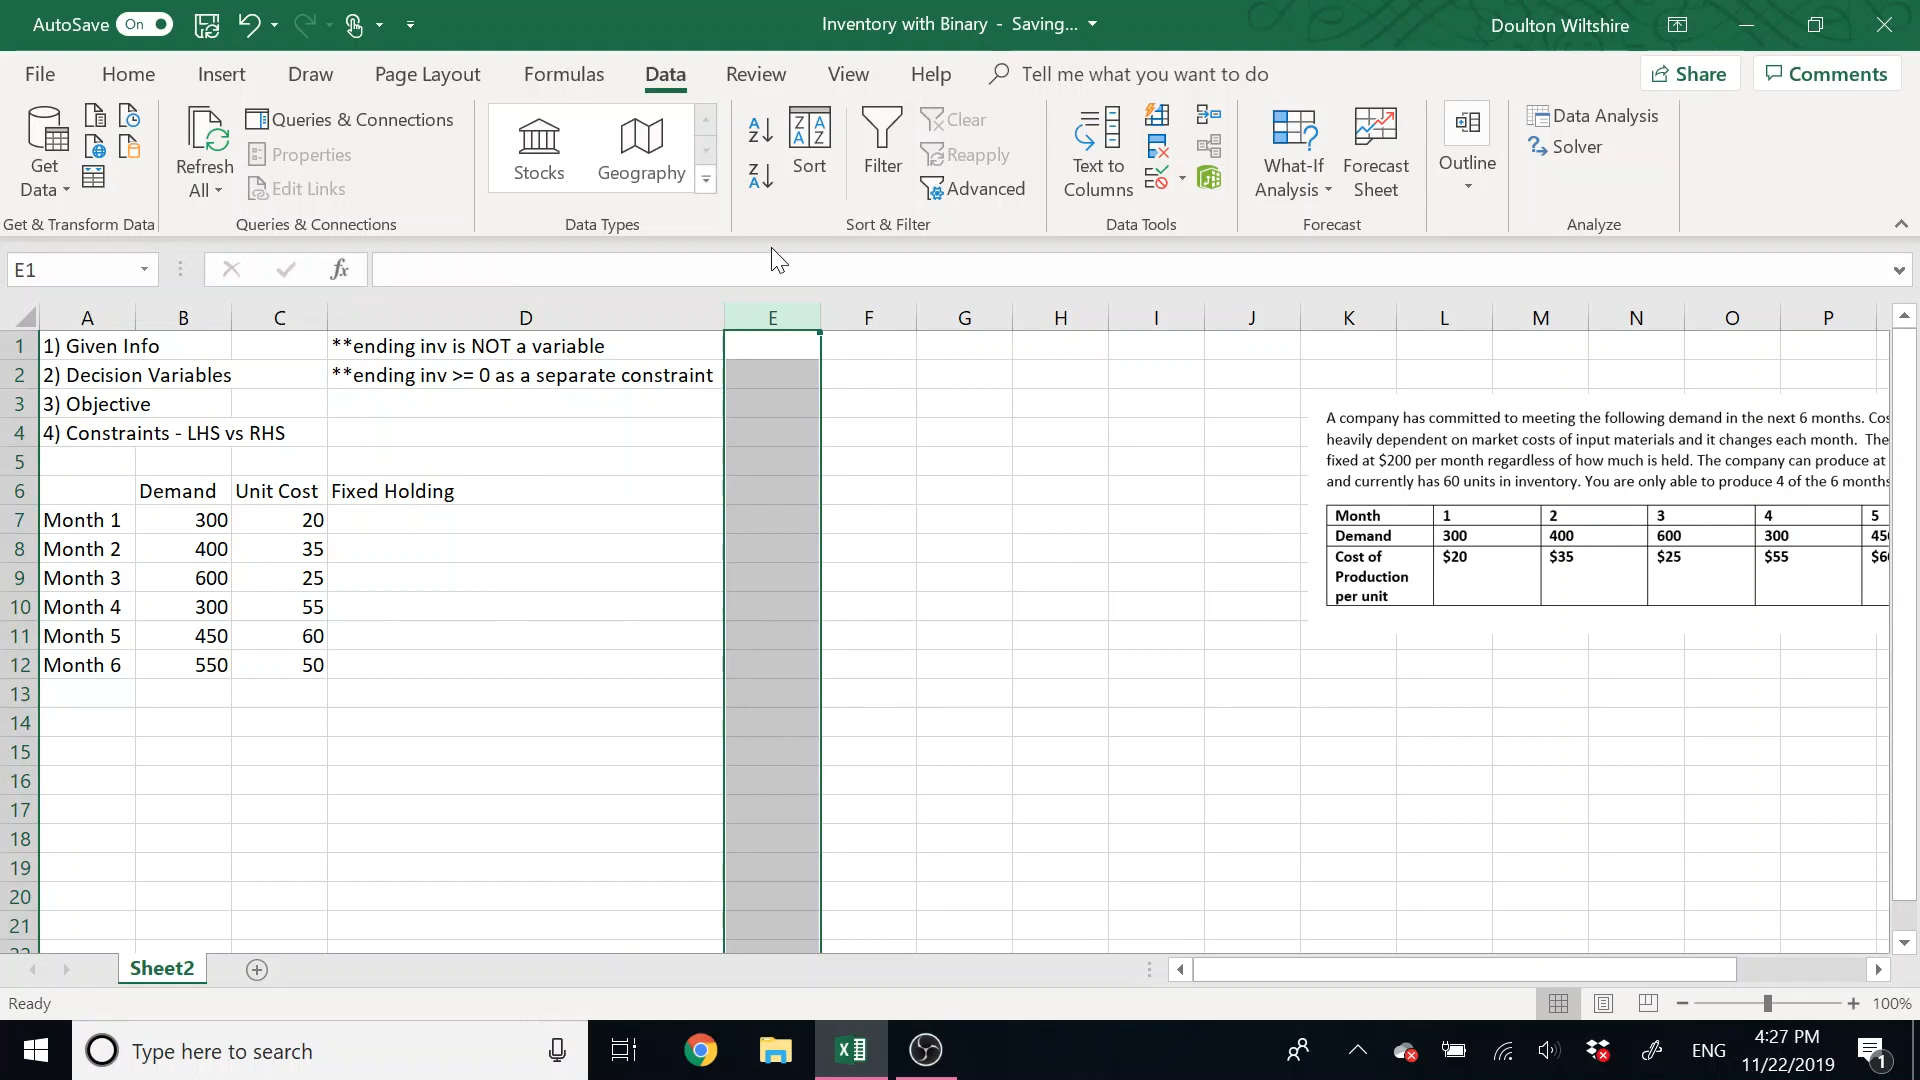 AutoSave On
Inventory with Binary - Saving...
Doulton Wiltshire
File Home Insert Draw Page Layout Formulas Data Review View Help Tell me what you want to do Share Comments
Get Data
Refresh All
Queries & Connections
Properties
Edit Links
Stocks
Geography
Sort
Filter
Clear
Reapply
Advanced
Text to Columns
What-If Analysis
Forecast Sheet
Outline
Data Analysis
Solver
Get & Transform Data Queries & Connections Data Types Sort & Filter Data Tools Forecast Analyze
E1
fx
A B C D E F G H I J K L M N O P
1 1) Given Info **ending inv is NOT a variable
2 2) Decision Variables **ending inv >= 0 as a separate constraint
3 3) Objective
4 4) Constraints - LHS vs RHS
5
6 Demand Unit Cost Fixed Holding
7 Month 1 300 20
8 Month 2 400 35
9 Month 3 600 25
10 Month 4 300 55
11 Month 5 450 60
12 Month 6 550 50
13
14
15
16
17
18
19
20
21
A company has committed to meeting the following demand in the next 6 months. Cos
heavily dependent on market costs of input materials and it changes each month. The
fixed at $200 per month regardless of how much is held. The company can produce at
and currently has 60 units in inventory. You are only able to produce 4 of the 6 months
Month 1 2 3 4 5
Demand 300 400 600 300 45
Cost of Production per unit $20 $35 $25 $55 $6
Sheet2
Ready
100%
Type here to search
ENG
4:27 PM
11/22/2019
1